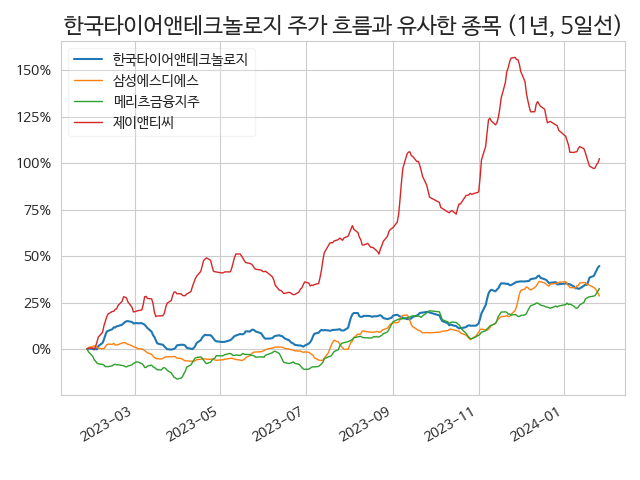 한국타이어앤테크놀로지 주가 흐름과 유사한 종목 (1년, 5일선)
한국타이어앤테크놀로지
삼성에스디에스
메리츠금융지주
제이앤티씨
150%
125%
100%
75%
50%
25%
0%
2023-03
2023-05
2023-07
2023-09
2023-11
2024-01